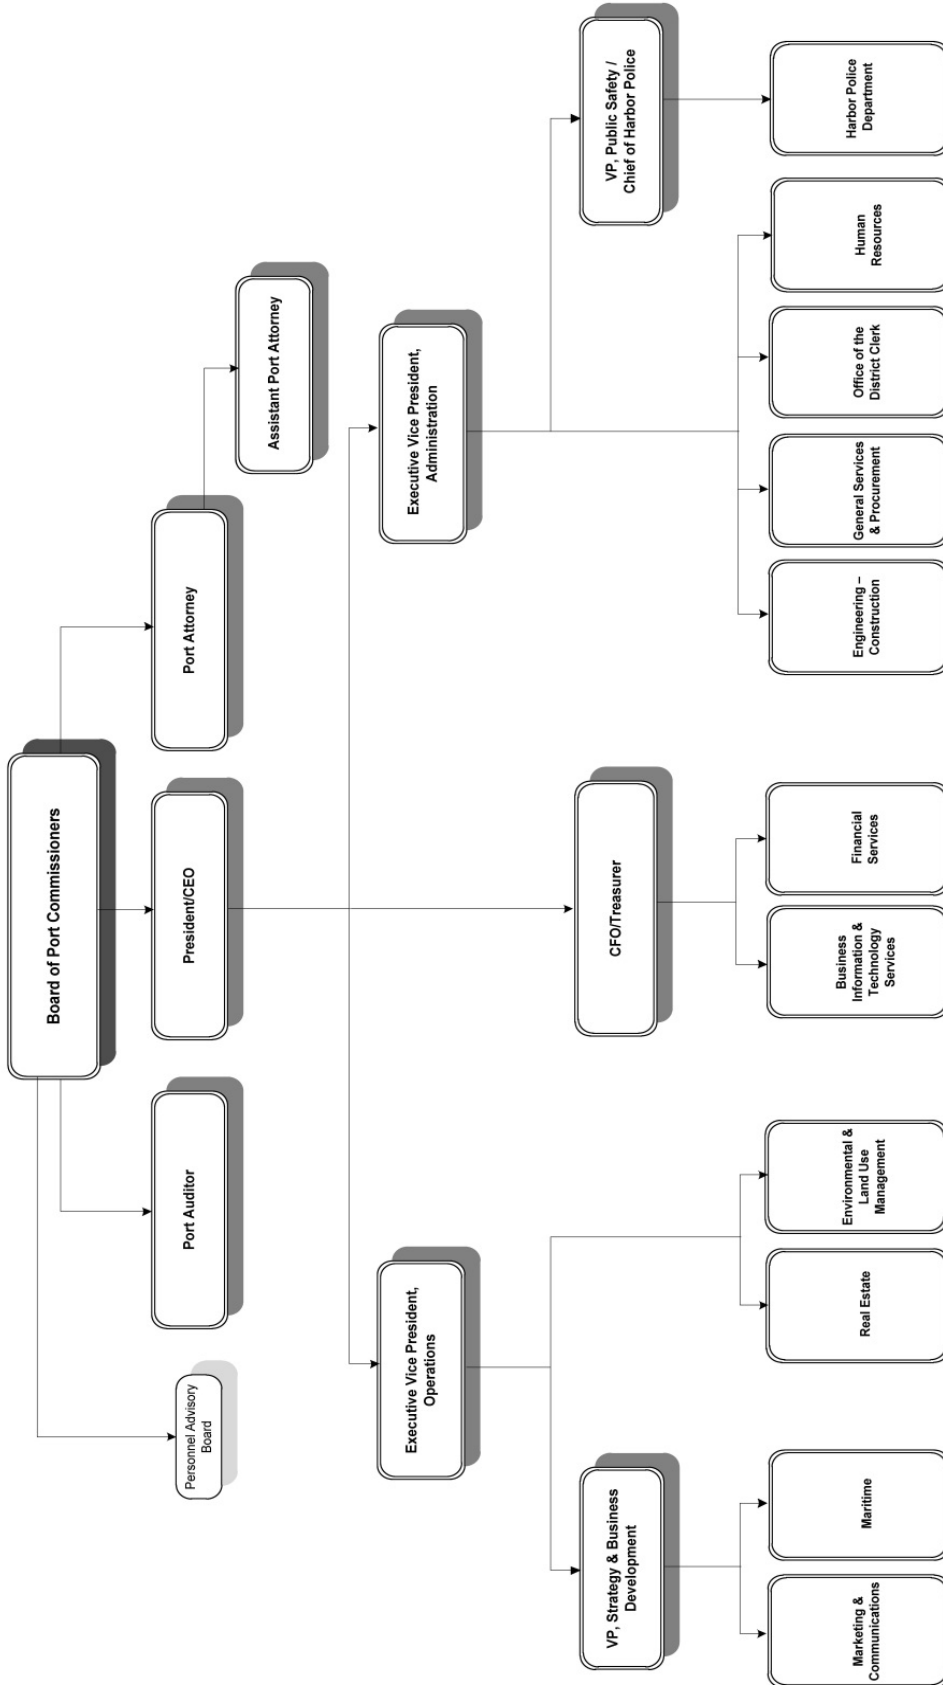 Board of Port Commissioners
Personnel Advisory
Board
Port Auditor
President/CEO
Port Attorney
Assistant Port Attorney
Executive Vice President,
Operations
Executive Vice President,
Administration
VP, Strategy & Business
Development
CFO/Treasurer
VP, Public Safety /
Chief of Harbor Police
Marketing &
Communications
Maritime
Real Estate
Environmental &
Land Use
Management
Business
Information &
Technology
Services
Financial
Services
Engineering –
Construction
General Services
& Procurement
Office of the
District Clerk
Human
Resources
Harbor Police
Department